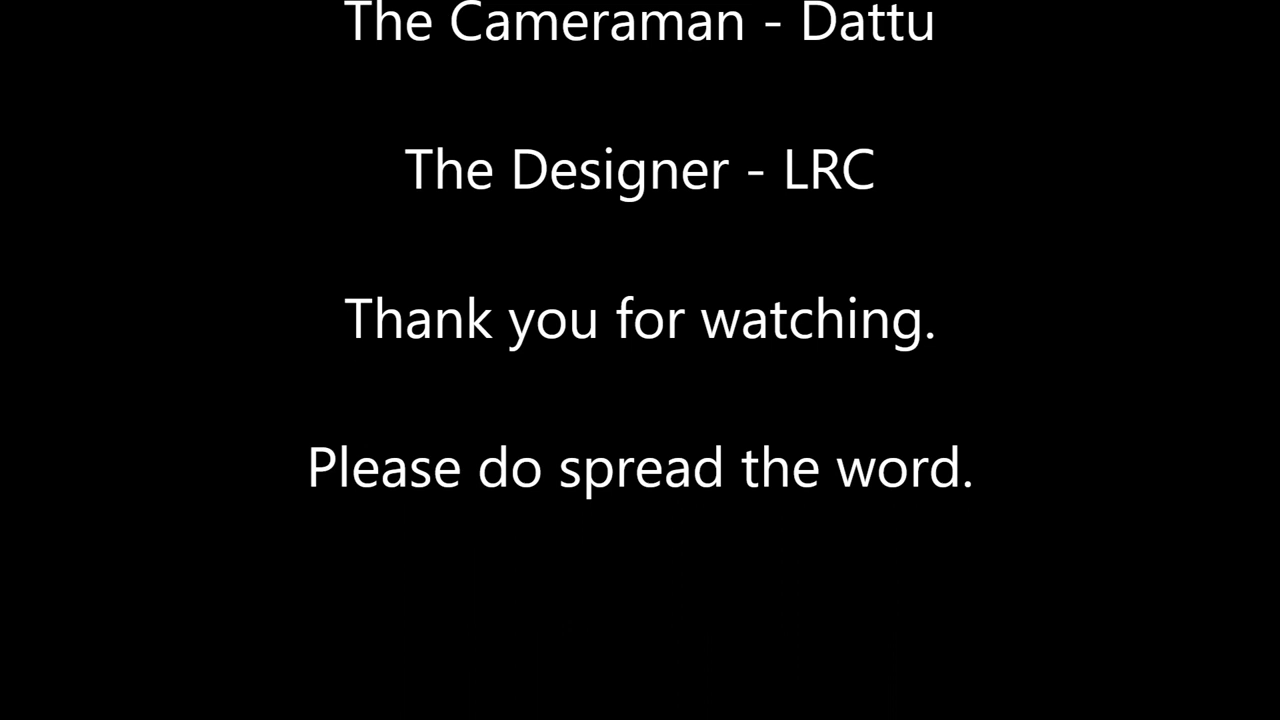 The Cameraman - Dattu
The Designer - LRC
Thank you for watching.
Please do spread the word.